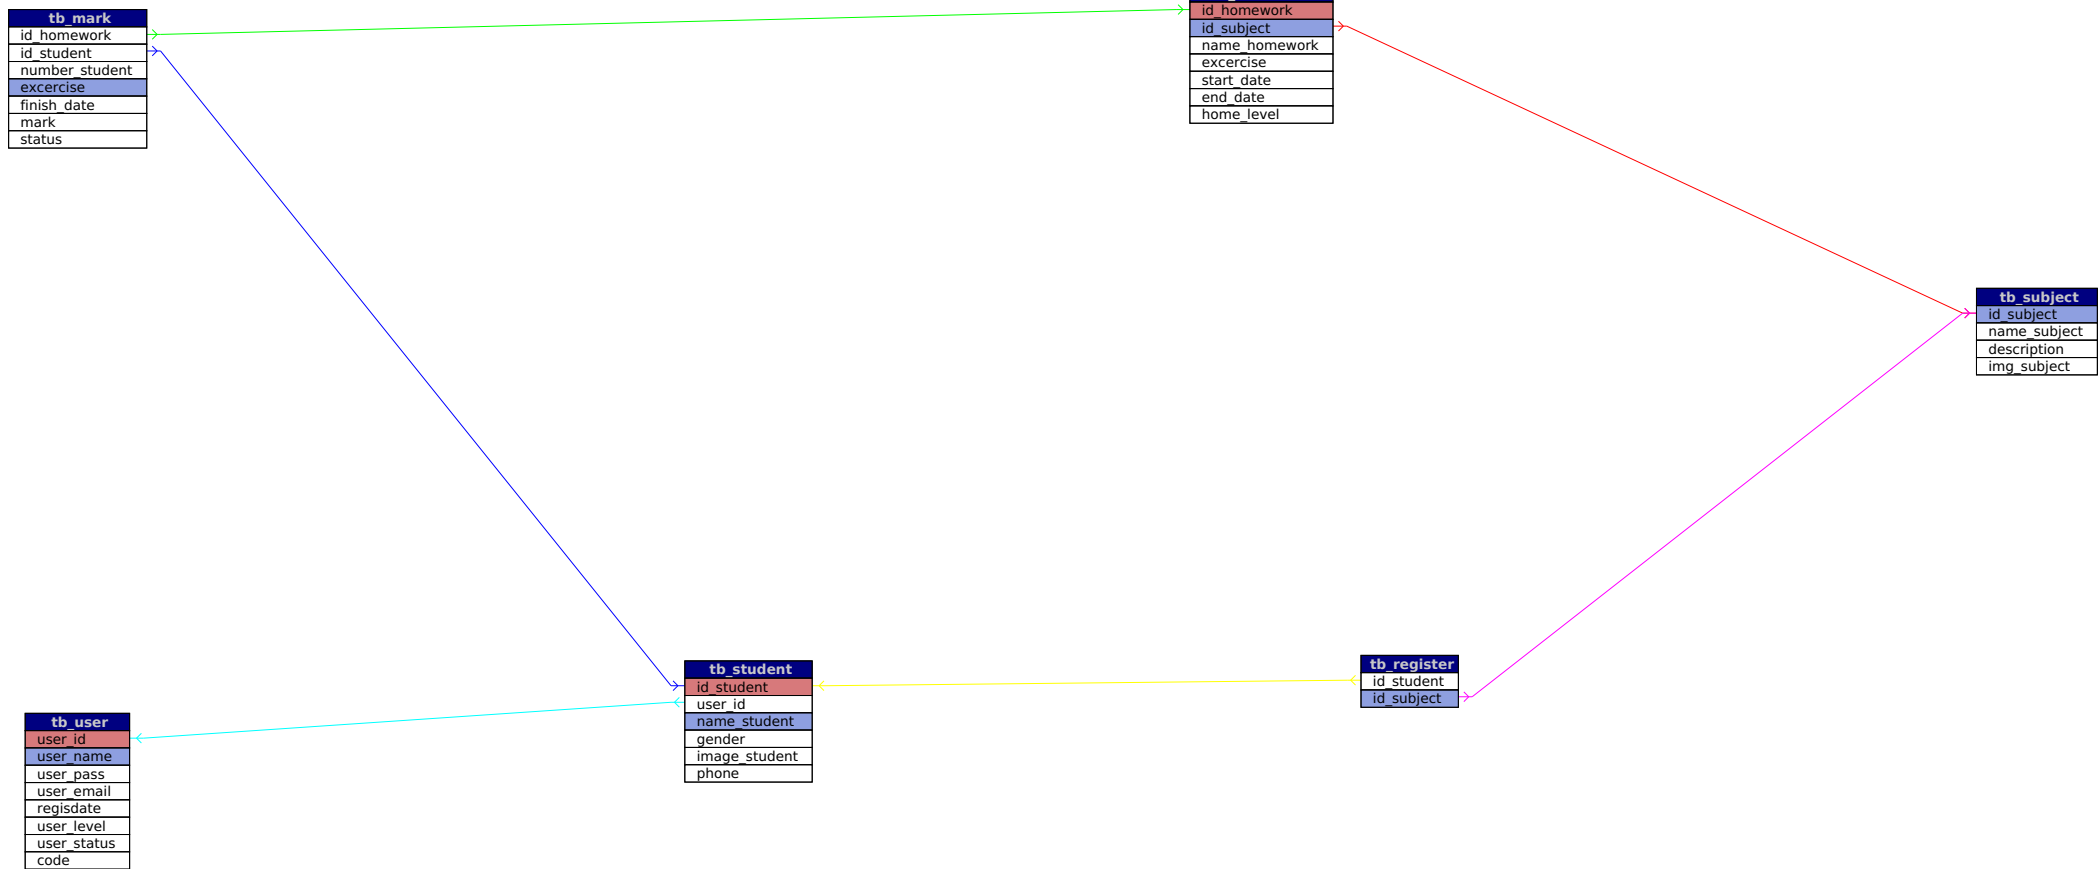 tb_mark
id_homework
id_student
number_student
excercise
finish_date
mark
status
id_homework
id_subject
name_homework
excercise
start_date
end_date
home_level
tb_subject
id_subject
name_subject
description
img_subject
tb_student
id_student
user_id
name_student
gender
image_student
phone
tb_register
id_student
id_subject
tb_user
user_id
user_name
user_pass
user_email
regisdate
user_level
user_status
code